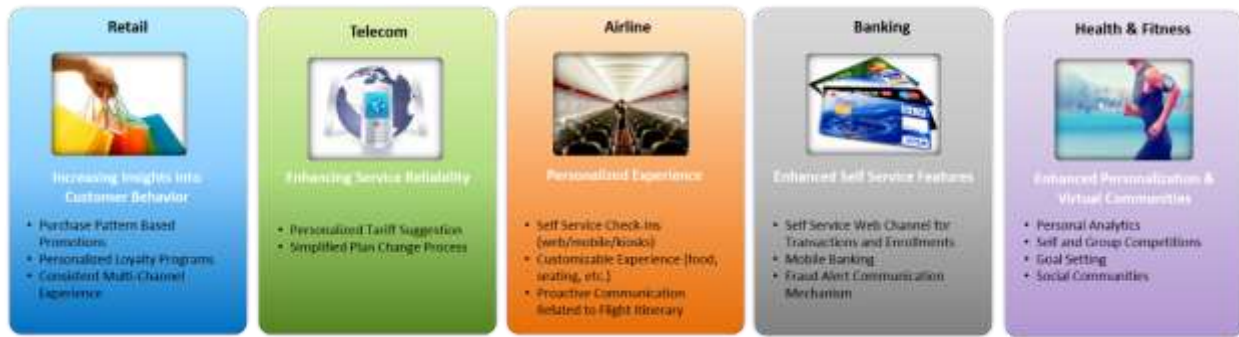 Retail
Increasing Insights into
Customer Behavior
• Purchase Pattern Based
Promotions
• Personalized Loyalty Programs
• Consistent Multi-Channel
Experience
Telecom
Enhancing Service Reliability
• Personalized Tariff Suggestion
• Simplified Plan Change Process
Airline
Personalized Experience
• Self Service Check-Ins
(web/mobile/kiosks)
• Customizable Experience (food,
seating, etc.)
• Proactive Communication
Related to Flight Itinerary
Banking
Enhanced Self Service Features
• Self Service Web Channel for
Transactions and Enrollments
• Mobile Banking
• Fraud Alert Communication
Mechanism
Health & Fitness
Enhanced Personalization &
Virtual Communities
• Personal Analytics
• Self and Group Competitions
• Goal Setting
• Social Communities